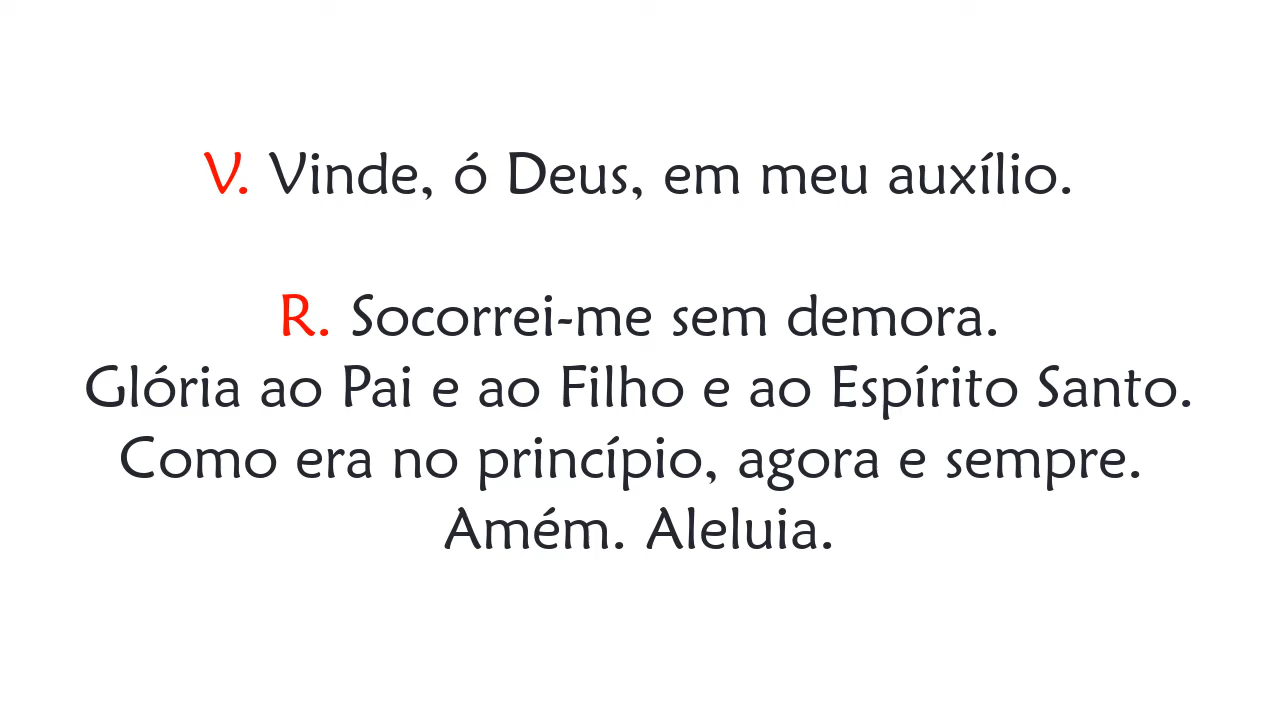 V. Vinde, ó Deus, em meu auxílio.
R. Socorrei-me sem demora.
Glória ao Pai e ao Filho e ao Espírito Santo.
Como era no princípio, agora e sempre.
Amém. Aleluia.